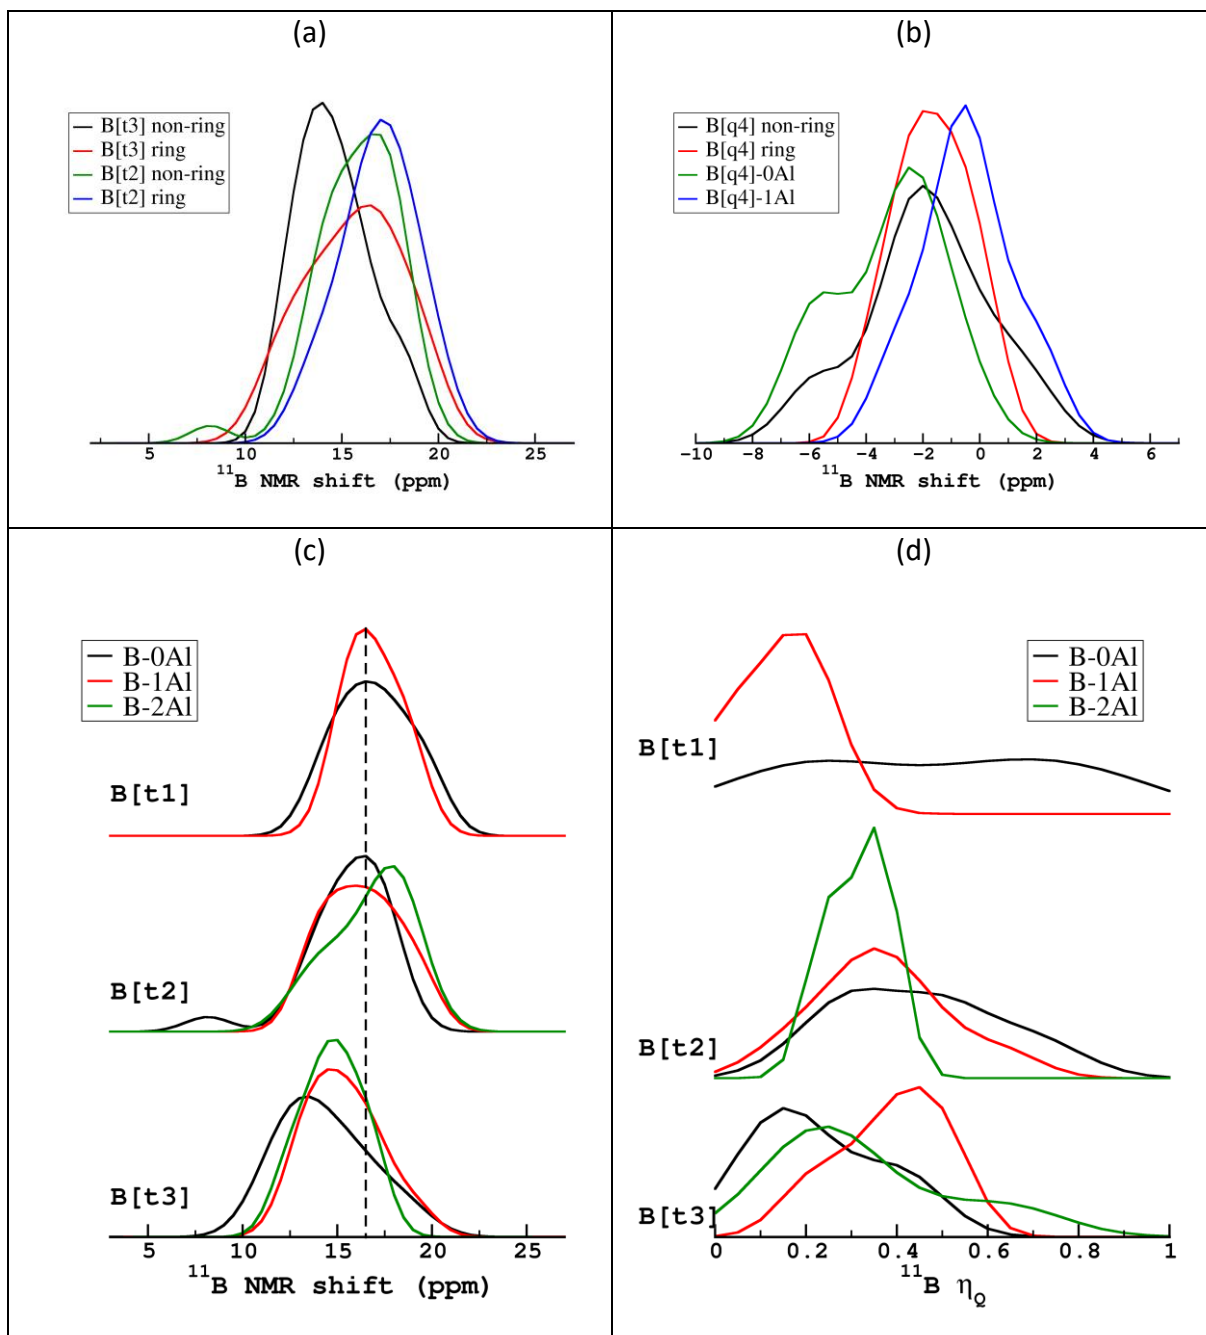 (a)
B[t3] non-ring
B[t3] ring
B[t2] non-ring
B[t2] ring
5 10 15 20 25
11B NMR shift (ppm)
(b)
B[q4] non-ring
B[q4] ring
B[q4]-0Al
B[q4]-1Al
-10 -8 -6 -4 -2 0 2 4 6
11B NMR shift (ppm)
(c)
B-0Al
B-1Al
B-2Al
B[t1]
B[t2]
B[t3]
5 10 15 20 25
11B NMR shift (ppm)
(d)
B-0Al
B-1Al
B-2Al
B[t1]
B[t2]
B[t3]
0 0.2 0.4 0.6 0.8 1
11B ηQ